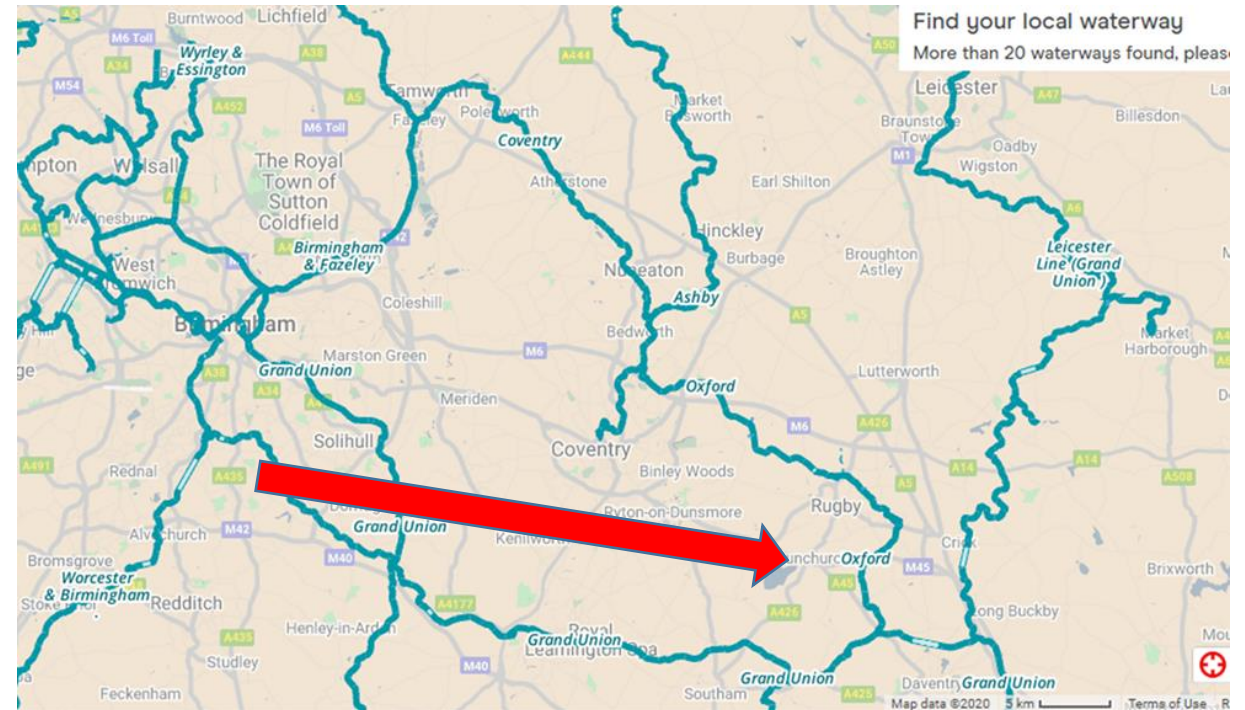 Find your local waterway
More than 20 waterways found, please
A5
Burntwood
Lichfield
M6 Toll
Wyrley &
Essington
A38
A444
A50
A34
Leicester
M54
A5
Tamworth
Market
Bosworth
A47
A452
Fazeley
Polesworth
Braunstone
Town
Billesdon
M6 Toll
Coventry
Oadby
M1
Wigston
Walsall
The Royal
Town of
Sutton
Coldfield
Atherstone
Earl Shilton
A34
Wednesbury
A6
Hinckley
Birmingham
& Fazeley
Leicester
Line (Grand
Union )
Burbage
Broughton
Astley
West
Bromwich
Nuneaton
Coleshill
Ashby
A5
Birmingham
Bedworth
Market
Harborough
M6
Marston Green
Grand Union
Lutterworth
A38
A34
Oxford
Meriden
Solihull
Coventry
M6
A426
A491
Rednal
A435
Binley Woods
A14
A14
A5
A508
Ryton-on-Dunsmore
Rugby
Grand Union
Alvechurch
M42
Kenilworth
Crick
Bromsgrove
M40
Oxford
M45
Brixworth
Worcester
& Birmingham
A45
Redditch
A4177
A426
Long Buckby
A435
Henley-in-Arden
Grand Union
Royal
Leamington Spa
Studley
M40
Grand Union
Daventry
Grand Union
Feckenham
Southam
A425
Map data ©2020
5 km
Terms of Use
R